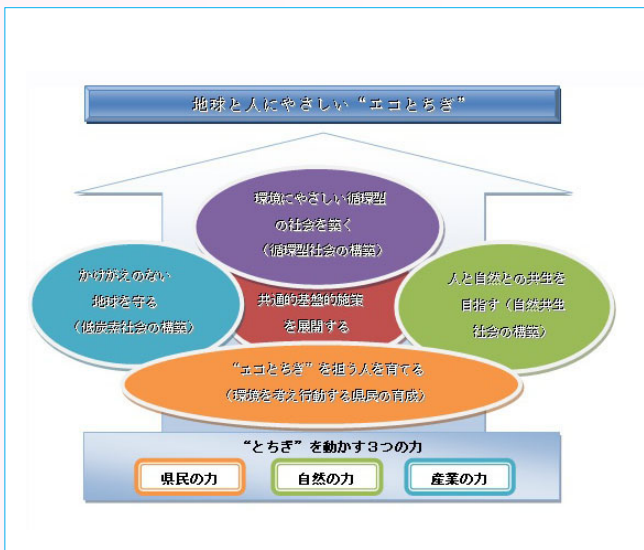 地球と人にやさしい“エコとちぎ”
環境にやさしい循環型
の社会を築く
（循環型社会の構築）
かけがえのない
地球を守る
（低炭素社会の構築）
共通的基盤的施策
を展開する
人と自然との共生を
目指す（自然共生
社会の構築）
“エコとちぎ”を担う人を育てる
（環境を考え行動する県民の育成）
“とちぎ”を動かす３つの力
県民の力
自然の力
産業の力